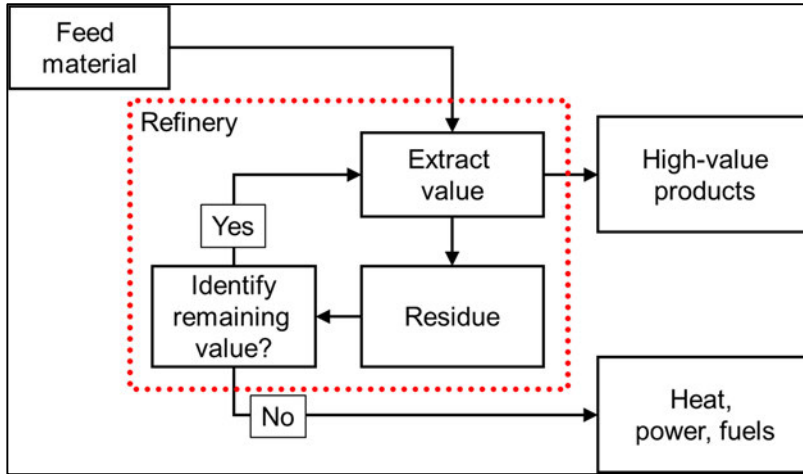 Feed
material
Refinery
Extract
value
High-value
products
Yes
Identify
remaining
value?
Residue
No
Heat,
power, fuels